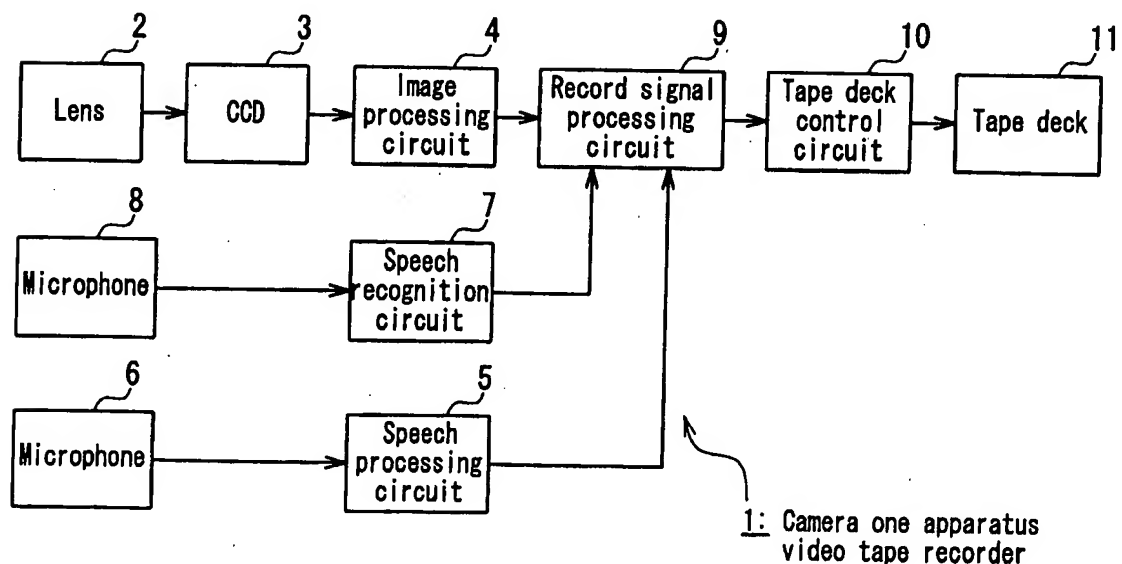 2
3
4
9
10
11
Lens
CCD
Image
processing
circuit
Record signal
processing
circuit
Tape deck
control
circuit
Tape deck
8
7
Microphone
Speech
recognition
circuit
6
5
Microphone
Speech
processing
circuit
1: Camera one apparatus
video tape recorder